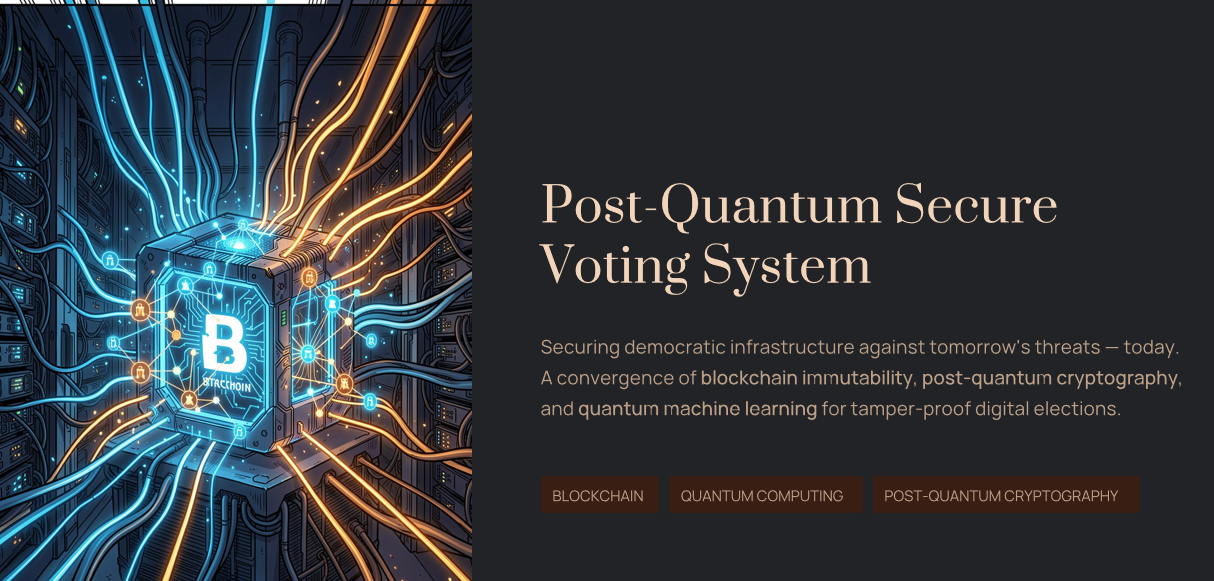 B
Post-Quantum Secure
Voting System
Securing democratic infrastructure against tomorrow's threats — today.
A convergence of blockchain immutability, post-quantum cryptography,
and quantum machine learning for tamper-proof digital elections.
BLOCKCHAIN
QUANTUM COMPUTING
POST-QUANTUM CRYPTOGRAPHY